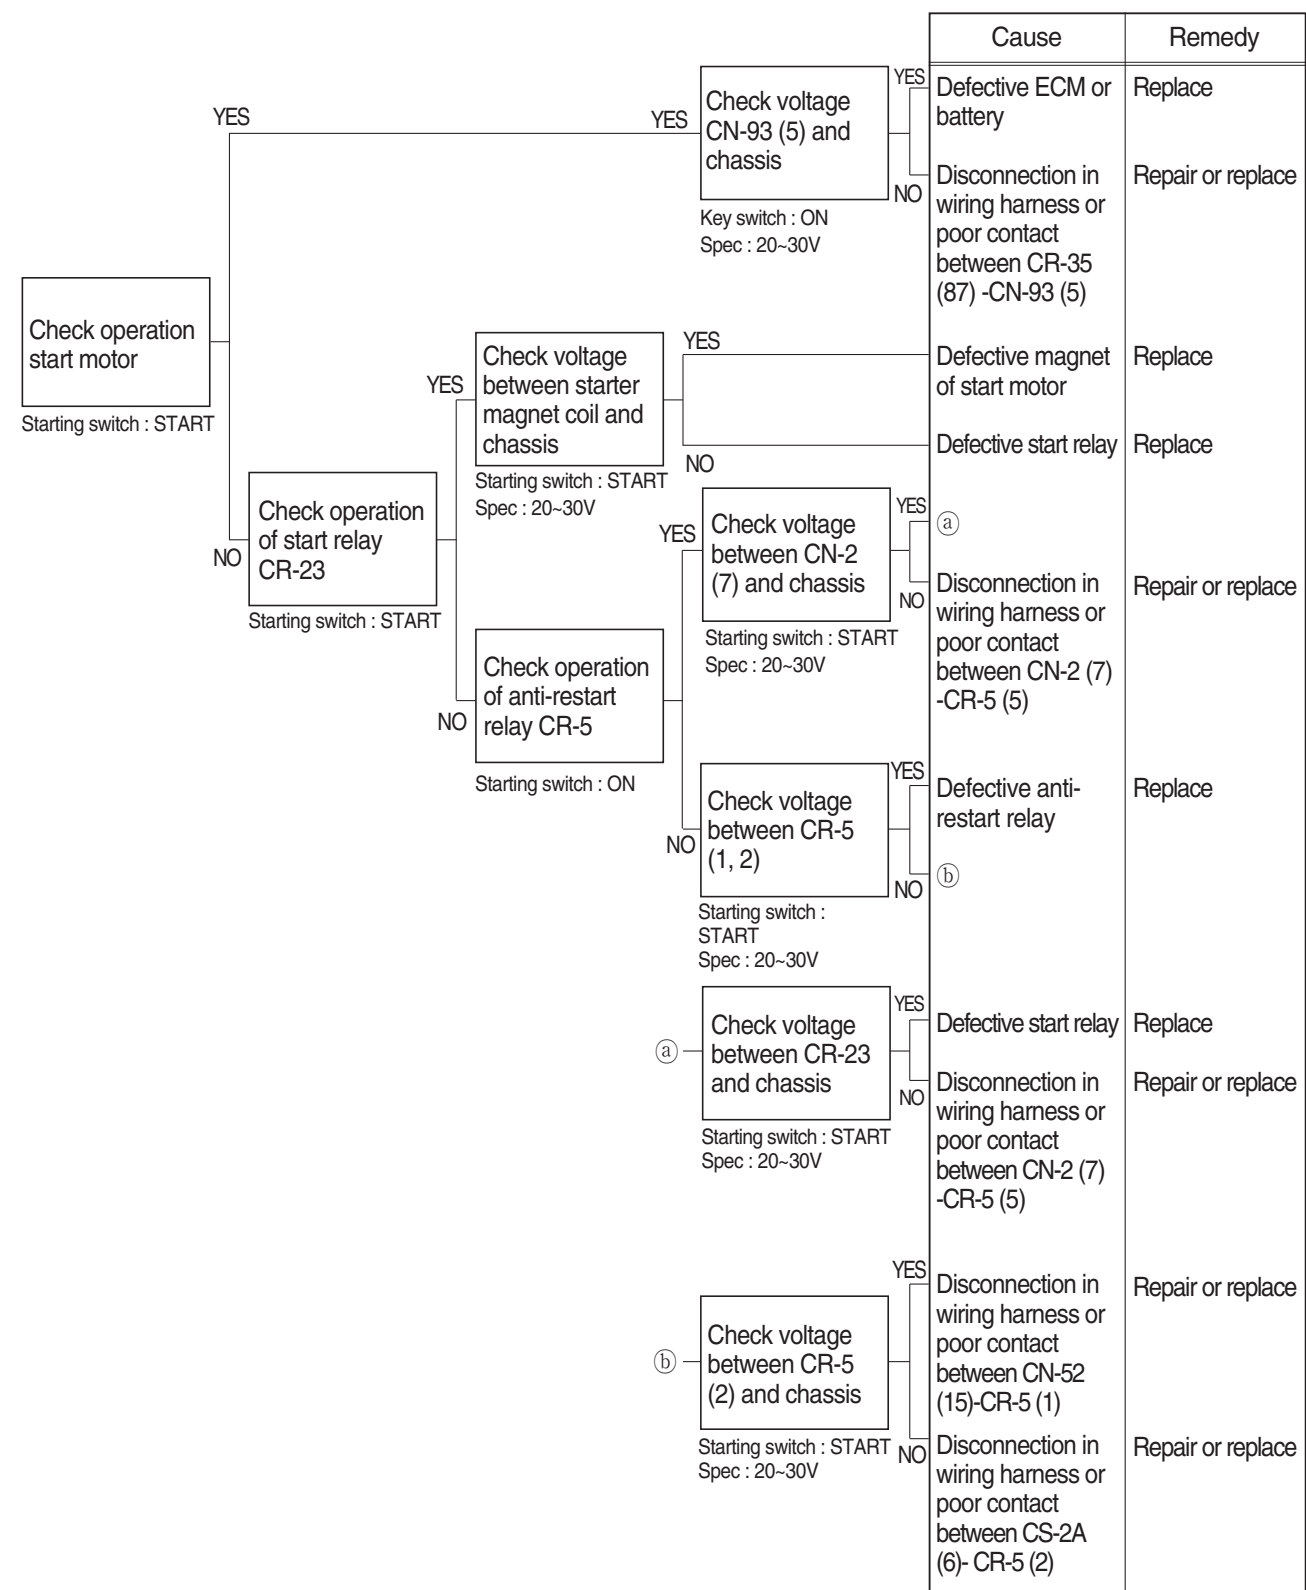 Cause
Remedy
YES
YES
Check voltage
CN-93 (5) and
chassis
Key switch : ON
Spec : 20~30V
YES
Defective ECM or
battery
Replace
NO
Disconnection in
wiring harness or
poor contact
between CR-35
(87) -CN-93 (5)
Repair or replace
Check operation
start motor
Starting switch : START
NO
Check operation
of start relay
CR-23
Starting switch : START
YES
Check voltage
between starter
magnet coil and
chassis
Starting switch : START
Spec : 20~30V
YES
Defective magnet
of start motor
Replace
NO
Defective start relay
Replace
NO
Check operation
of anti-restart
relay CR-5
Starting switch : ON
YES
Check voltage
between CN-2
(7) and chassis
Starting switch : START
Spec : 20~30V
YES
ⓐ
NO
Disconnection in
wiring harness or
poor contact
between CN-2 (7)
-CR-5 (5)
Repair or replace
NO
Check voltage
between CR-5
(1, 2)
Starting switch :
START
Spec : 20~30V
YES
Defective anti-
restart relay
Replace
NO
ⓑ
ⓐ
Check voltage
between CR-23
and chassis
Starting switch : START
Spec : 20~30V
YES
Defective start relay
Replace
NO
Disconnection in
wiring harness or
poor contact
between CN-2 (7)
-CR-5 (5)
Repair or replace
ⓑ
Check voltage
between CR-5
(2) and chassis
Starting switch : START
Spec : 20~30V
YES
Disconnection in
wiring harness or
poor contact
between CN-52
(15)-CR-5 (1)
Repair or replace
NO
Disconnection in
wiring harness or
poor contact
between CS-2A
(6)- CR-5 (2)
Repair or replace